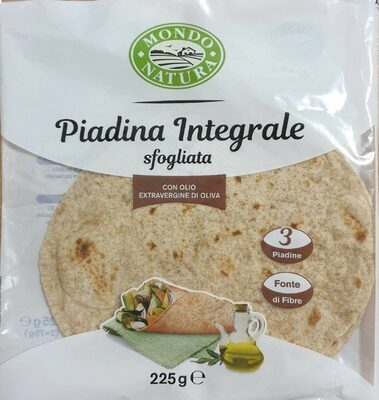 MONDO
NATURA
Piadina Integrale
sfogliata
CON OLIO
EXTRAVERGINE DI OLIVA
3
Piadine
Fonte
di Fibre
225g ℮